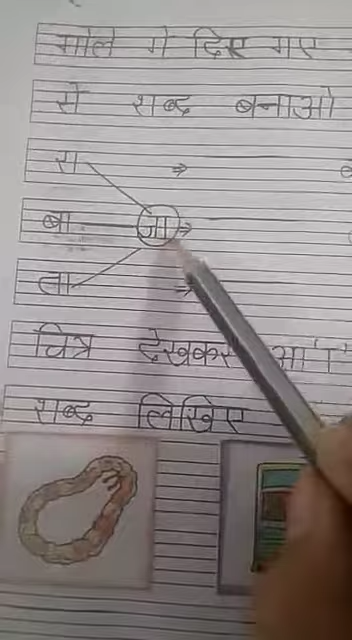 गोले में दिए गए
से शब्द बनाओ
रा →
बा जा →
ता →
चित्र देखकर
शब्द लिखिए